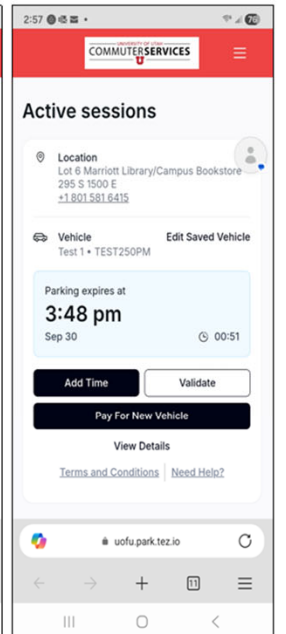 2:57
76
UNIVERSITY OF UTAH
COMMUTERSERVICES
U
Active sessions
Location
Lot 6 Marriott Library/Campus Bookstore
295 S 1500 E
+1 801 581 6415
Vehicle
Edit Saved Vehicle
Test 1 • TEST250PM
Parking expires at
3:48 pm
Sep 30
00:51
Add Time
Validate
Pay For New Vehicle
View Details
Terms and Conditions
Need Help?
uofu.park.tez.io
11